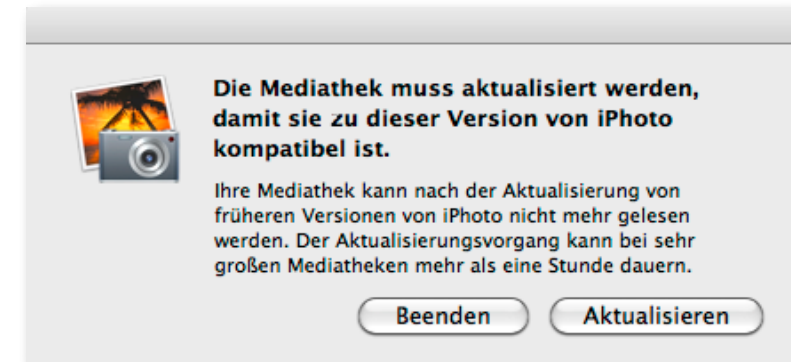 Die Mediathek muss aktualisiert werden,
damit sie zu dieser Version von iPhoto
kompatibel ist.
Ihre Mediathek kann nach der Aktualisierung von
früheren Versionen von iPhoto nicht mehr gelesen
werden. Der Aktualisierungsvorgang kann bei sehr
großen Mediatheken mehr als eine Stunde dauern.
Beenden Aktualisieren